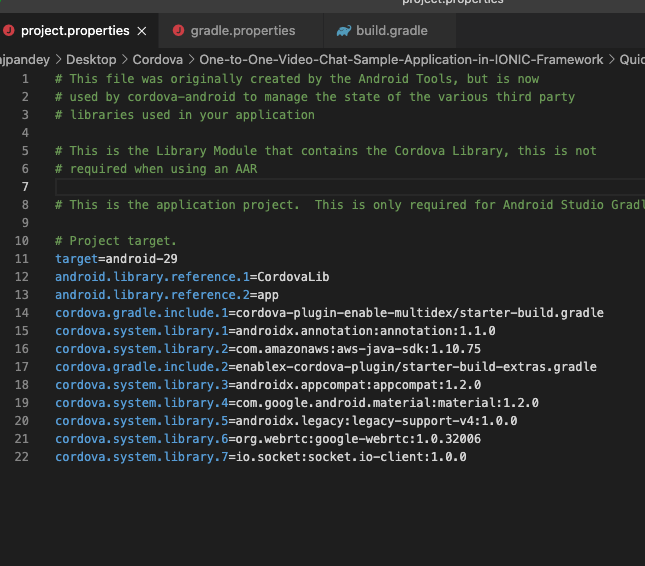 project.properties
project.properties
gradle.properties
build.gradle
jpandey > Desktop > Cordova > One-to-One-Video-Chat-Sample-Application-in-IONIC-Framework >
1 # This file was originally created by the Android Tools, but is now
2 # used by cordova-android to manage the state of the various third party
3 # libraries used in your application
4
5 # This is the Library Module that contains the Cordova Library, this is not
6 # required when using an AAR
7
8 # This is the application project.  This is only required for Android Studio
9
10 # Project target.
11 target=android-29
12 android.library.reference.1=CordovaLib
13 android.library.reference.2=app
14 cordova.gradle.include.1=cordova-plugin-enable-multidex/starter-build.gradle
15 cordova.system.library.1=androidx.annotation:annotation:1.1.0
16 cordova.system.library.2=com.amazonaws:aws-java-sdk:1.10.75
17 cordova.gradle.include.2=enablex-cordova-plugin/starter-build-extras.gradle
18 cordova.system.library.3=androidx.appcompat:appcompat:1.2.0
19 cordova.system.library.4=com.google.android.material:material:1.2.0
20 cordova.system.library.5=androidx.legacy:legacy-support-v4:1.0.0
21 cordova.system.library.6=org.webrtc:google-webrtc:1.0.32006
22 cordova.system.library.7=io.socket:socket.io-client:1.0.0